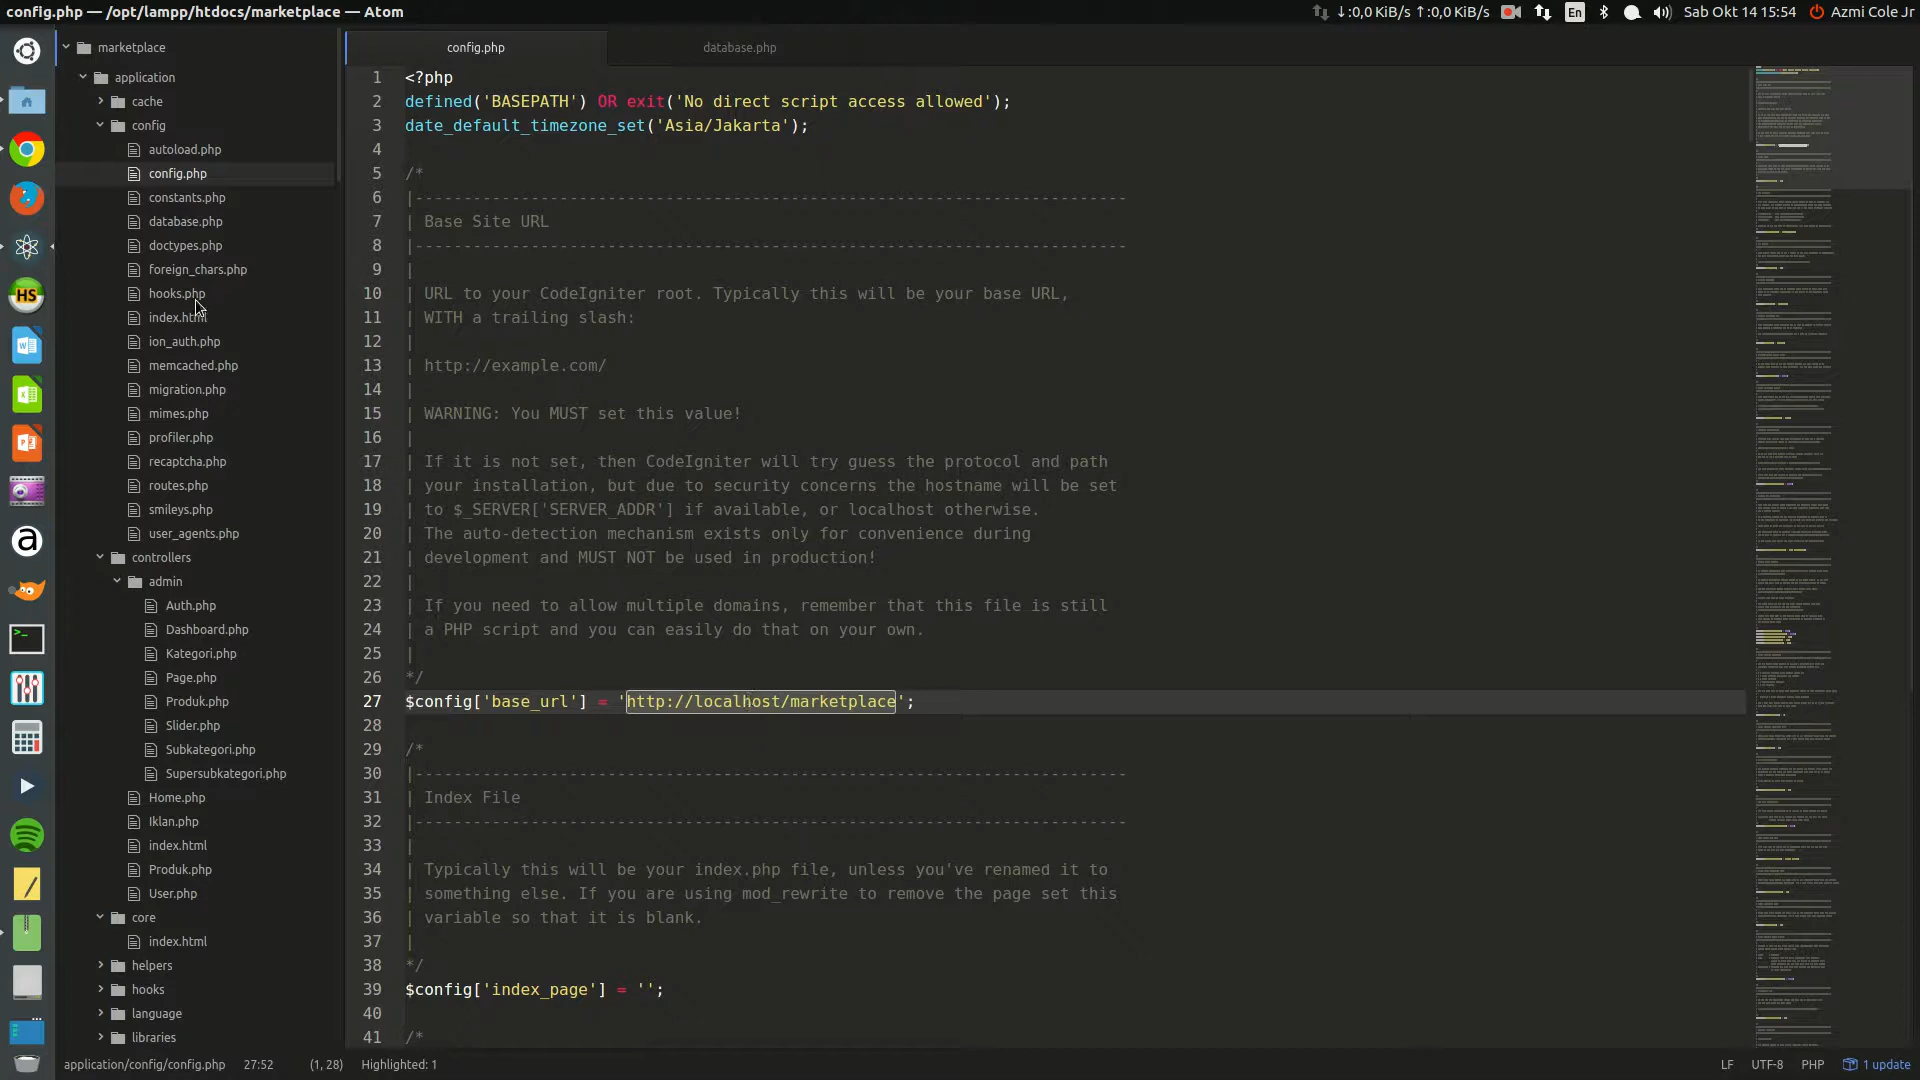 config.php — /opt/lampp/htdocs/marketplace — Atom
↓:0,0 KiB/s ↑:0,0 KiB/s
En
Sab Okt 14 15:54
Azmi Cole Jr
marketplace
application
cache
config
autoload.php
config.php
constants.php
database.php
doctypes.php
foreign_chars.php
hooks.php
index.html
ion_auth.php
memcached.php
migration.php
mimes.php
profiler.php
recaptcha.php
routes.php
smileys.php
user_agents.php
controllers
admin
Auth.php
Dashboard.php
Kategori.php
Page.php
Produk.php
Slider.php
Subkategori.php
Supersubkategori.php
Home.php
Iklan.php
index.html
Produk.php
User.php
core
index.html
helpers
hooks
language
libraries
HS
a
config.php
database.php
1 <?php
2 defined('BASEPATH') OR exit('No direct script access allowed');
3 date_default_timezone_set('Asia/Jakarta');
4
5 /*
6 |--------------------------------------------------------------------------
7 | Base Site URL
8 |--------------------------------------------------------------------------
9 |
10 | URL to your CodeIgniter root. Typically this will be your base URL,
11 | WITH a trailing slash:
12 |
13 | http://example.com/
14 |
15 | WARNING: You MUST set this value!
16 |
17 | If it is not set, then CodeIgniter will try guess the protocol and path
18 | your installation, but due to security concerns the hostname will be set
19 | to $_SERVER['SERVER_ADDR'] if available, or localhost otherwise.
20 | The auto-detection mechanism exists only for convenience during
21 | development and MUST NOT be used in production!
22 |
23 | If you need to allow multiple domains, remember that this file is still
24 | a PHP script and you can easily do that on your own.
25 |
26 */
27 $config['base_url'] = 'http://localhost/marketplace';
28
29 /*
30 |--------------------------------------------------------------------------
31 | Index File
32 |--------------------------------------------------------------------------
33 |
34 | Typically this will be your index.php file, unless you've renamed it to
35 | something else. If you are using mod_rewrite to remove the page set this
36 | variable so that it is blank.
37 |
38 */
39 $config['index_page'] = '';
40
41 /*
application/config/config.php 27:52 (1, 28) Highlighted: 1
LF UTF-8 PHP 1 update